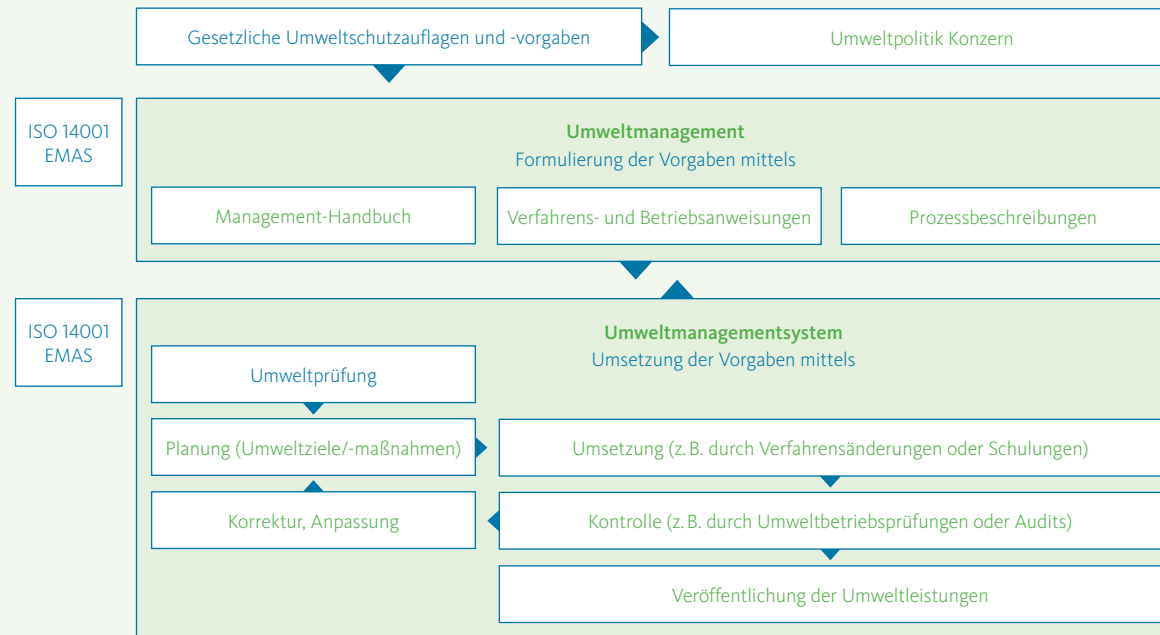 Gesetzliche Umweltschutzauflagen und -vorgaben
Umweltpolitik Konzern
ISO 14001
EMAS
Umweltmanagement
Formulierung der Vorgaben mittels
Management-Handbuch
Verfahrens- und Betriebsanweisungen
Prozessbeschreibungen
ISO 14001
EMAS
Umweltmanagementsystem
Umsetzung der Vorgaben mittels
Umweltprüfung
Planung (Umweltziele/-maßnahmen)
Umsetzung (z. B. durch Verfahrensänderungen oder Schulungen)
Korrektur, Anpassung
Kontrolle (z. B. durch Umweltbetriebsprüfungen oder Audits)
Veröffentlichung der Umweltleistungen